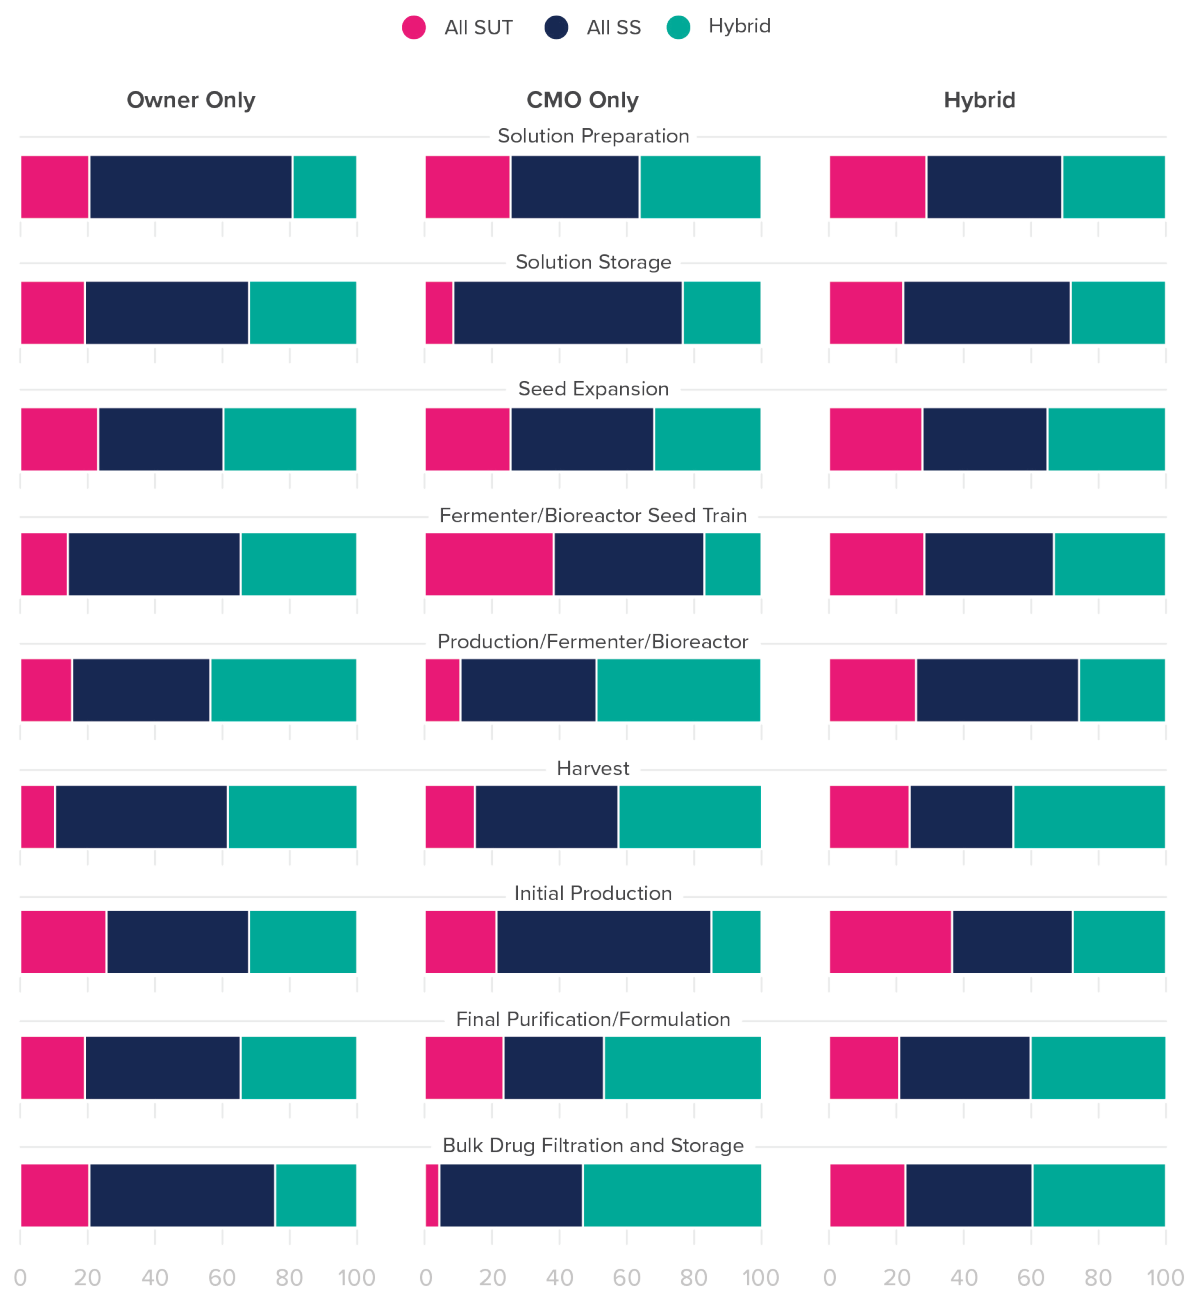 All SUT All SS Hybrid
Owner Only CMO Only Hybrid
Solution Preparation
Solution Storage
Seed Expansion
Fermenter/Bioreactor Seed Train
Production/Fermenter/Bioreactor
Harvest
Initial Production
Final Purification/Formulation
Bulk Drug Filtration and Storage
0 20 40 60 80 100 0 20 40 60 80 100 0 20 40 60 80 100